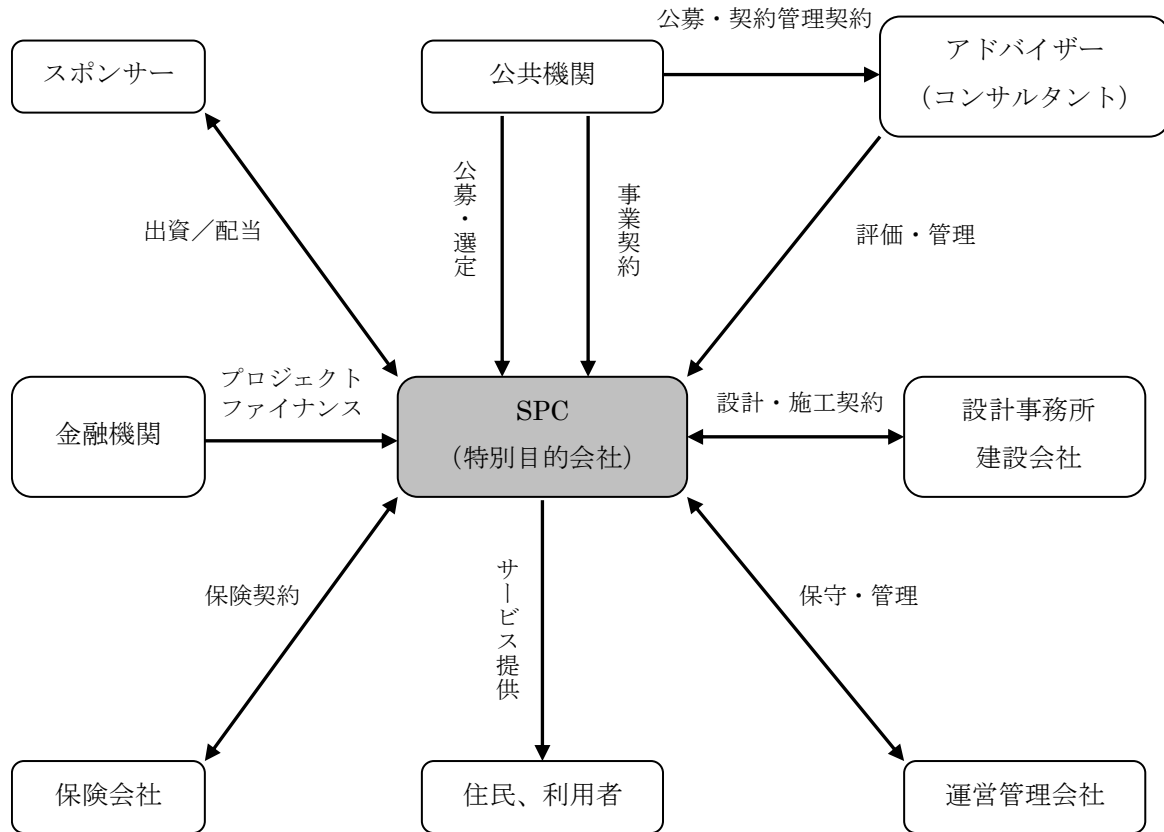 公募・契約管理契約
スポンサー
公共機関
アドバイザー
（コンサルタント）
公募・選定
事業契約
出資／配当
評価・管理
プロジェクト
ファイナンス
金融機関
SPC
（特別目的会社）
設計・施工契約
設計事務所
建設会社
保険契約
サービス提供
保守・管理
保険会社
住民、利用者
運営管理会社